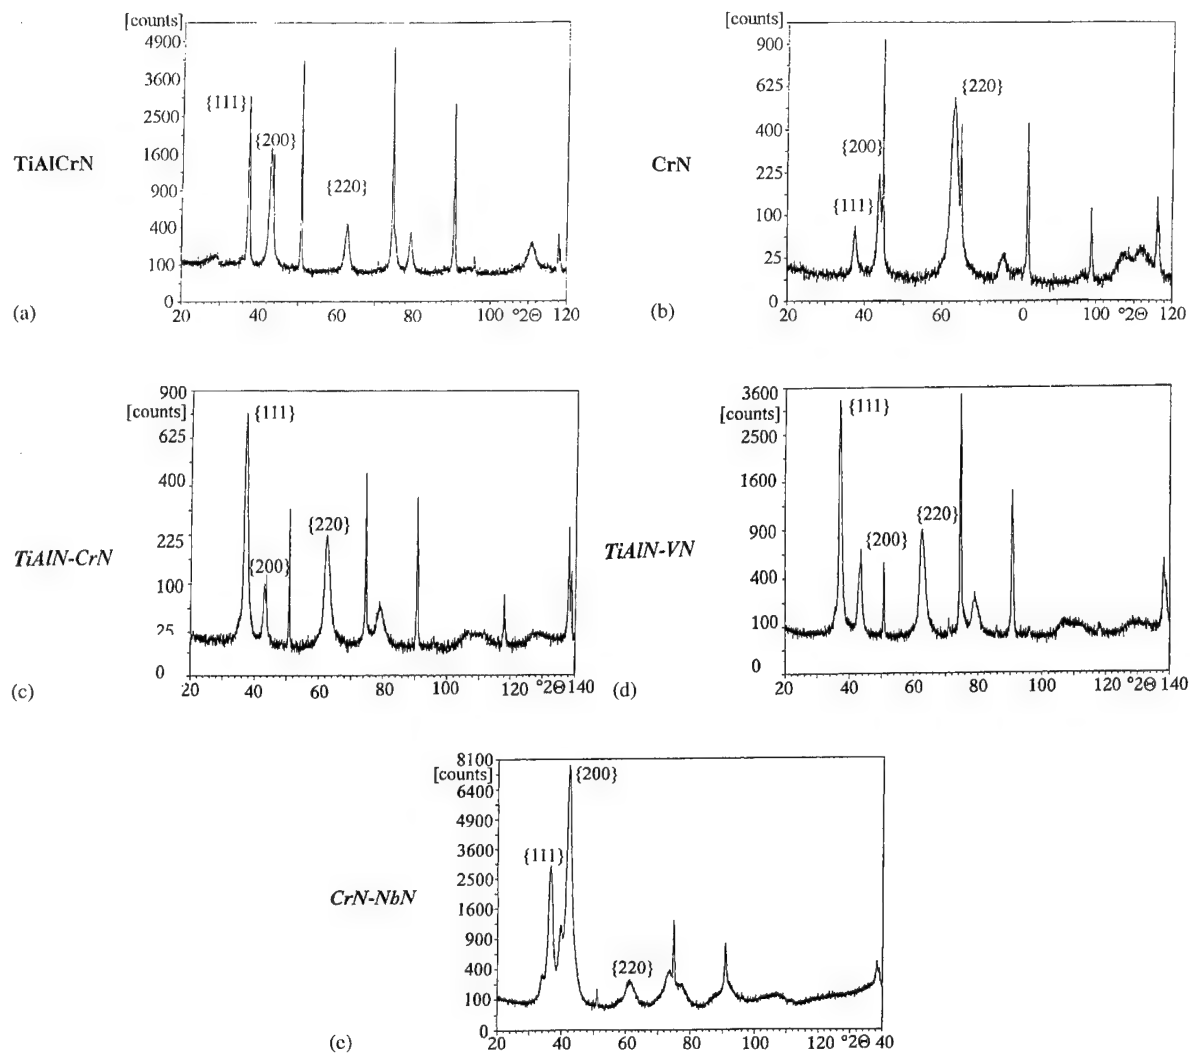 [counts]
4900
3600
2500
1600
900
400
100
0
{111}
{200}
{220}
TiAlCrN
20 40 60 80 100 °2Θ 120
(a)
[counts]
900
625
400
225
100
25
0
{220}
{200}
{111}
CrN
20 40 60 0 100 °2Θ 120
(b)
900
[counts]
625
400
225
100
25
0
{111}
{220}
{200}
TiAlN-CrN
20 40 60 80 100 120 °2Θ 140
(c)
3600
[counts]
2500
1600
900
400
100
0
{111}
{220}
{200}
TiAlN-VN
20 40 60 80 100 120 °2Θ 140
(d)
8100
[counts]
6400
4900
3600
2500
1600
900
400
100
0
{200}
{111}
{220}
CrN-NbN
20 40 60 80 100 120 °2Θ 40
(e)